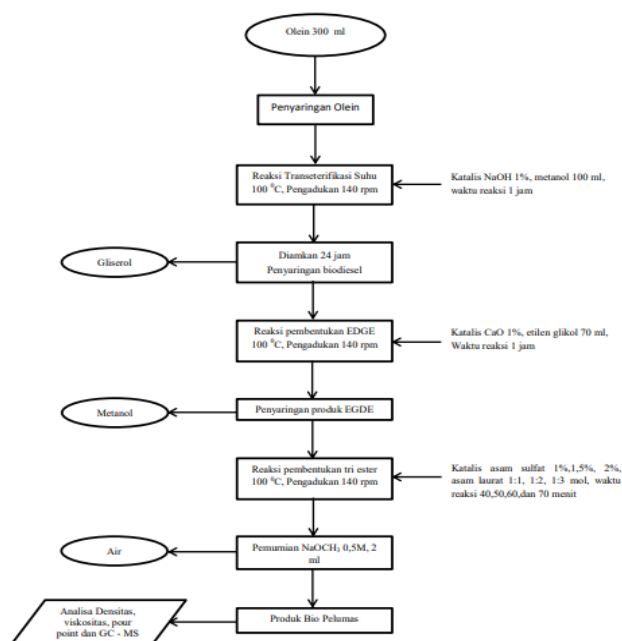 Olein 300 ml
Penyaringan Olein
Reaksi Transeterifikasi Suhu
100 ⁰C, Pengadukan 140 rpm
Katalis NaOH 1%, metanol 100 ml,
waktu reaksi 1 jam
Gliserol
Diamkan 24 jam
Penyaringan biodiesel
Reaksi pembentukan EDGE
100 ⁰C, Pengadukan 140 rpm
Katalis CaO 1%, etilen glikol 70 ml,
Waktu reaksi 1 jam
Metanol
Penyaringan produk EGDE
Reaksi pembentukan tri ester
100 ⁰C, Pengadukan 140 rpm
Katalis asam sulfat 1%,1,5%, 2%,
asam laurat 1:1, 1:2, 1:3 mol, waktu
reaksi 40,50,60,dan 70 menit
Air
Pemurnian NaOCH₃ 0,5M, 2
ml
Analisa Densitas,
viskositas, pour
point dan GC - MS
Produk Bio Pelumas